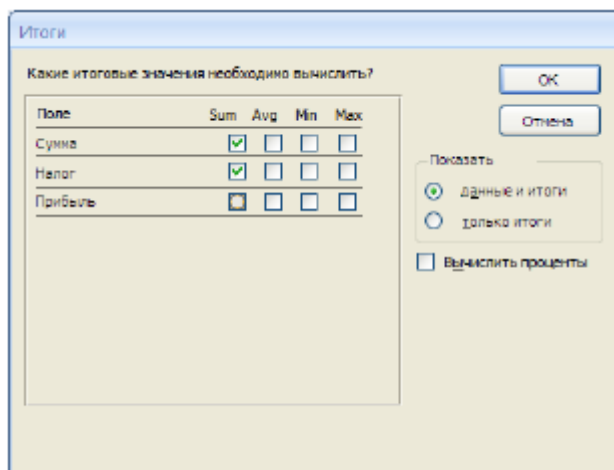 Итоги
Какие итоговые значения необходимо вычислить?
OK
Отмена
Поле Sum Avg Min Max
Сумма
Налог
Прибыль
Показать
данные и итоги
только итоги
Вычислить проценты